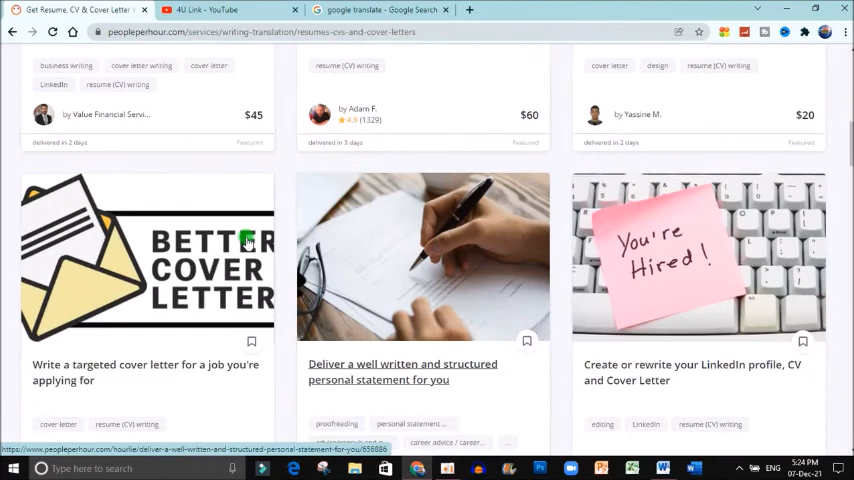 Get Resume, CV & Cover Letter
4U Link - YouTube
google translate - Google Search
peopleperhour.com/services/writing-translation/resumes-cvs-and-cover-letters
business writing
cover letter writing
cover letter
resume (CV) writing
cover letter
design
resume (CV) writing
LinkedIn
resume (CV) writing
by Value Financial Servi...
$45
by Adam F.
4.9 (1329)
$60
by Yassine M.
$20
delivered in 2 days
Featured
delivered in 3 days
Featured
delivered in 2 days
Featured
BETTER
COVER
LETTER
You're
Hired!
Write a targeted cover letter for a job you're
applying for
Deliver a well written and structured
personal statement for you
Create or rewrite your LinkedIn profile, CV
and Cover Letter
cover letter
resume (CV) writing
proofreading
personal statement ...
career advice / career...
...
editing
LinkedIn
resume (CV) writing
https://www.peopleperhour.com/hourlie/deliver-a-well-written-and-structured-personal-statement-for-you/656886
Type here to search
ENG
5:24 PM
07-Dec-21